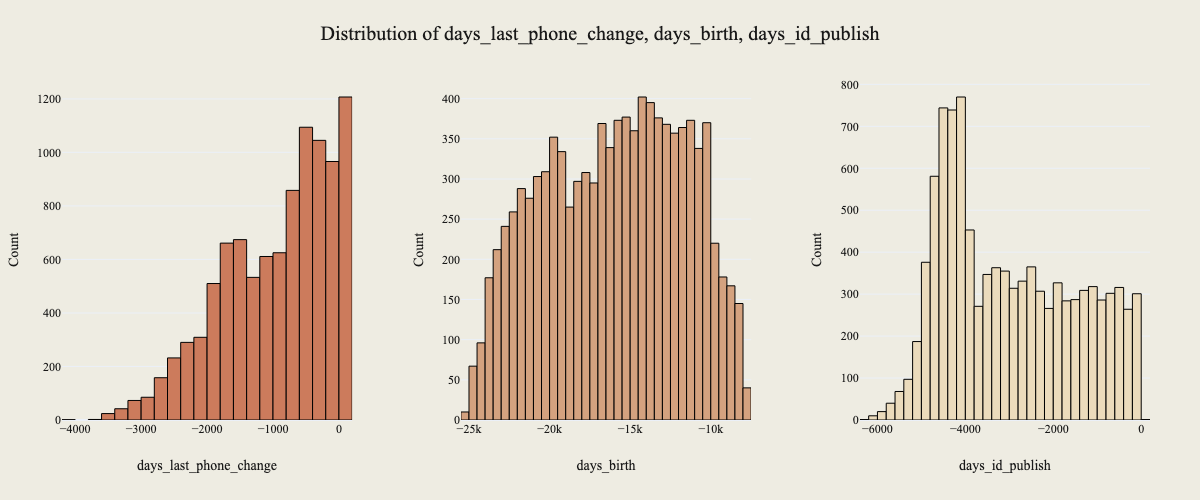 Distribution of days_last_phone_change, days_birth, days_id_publish
Count
1200
1000
800
600
400
200
0
−4000 −3000 −2000 −1000 0
days_last_phone_change
Count
400
350
300
250
200
150
100
50
0
−25k −20k −15k −10k
days_birth
Count
800
700
600
500
400
300
200
100
0
−6000 −4000 −2000 0
days_id_publish